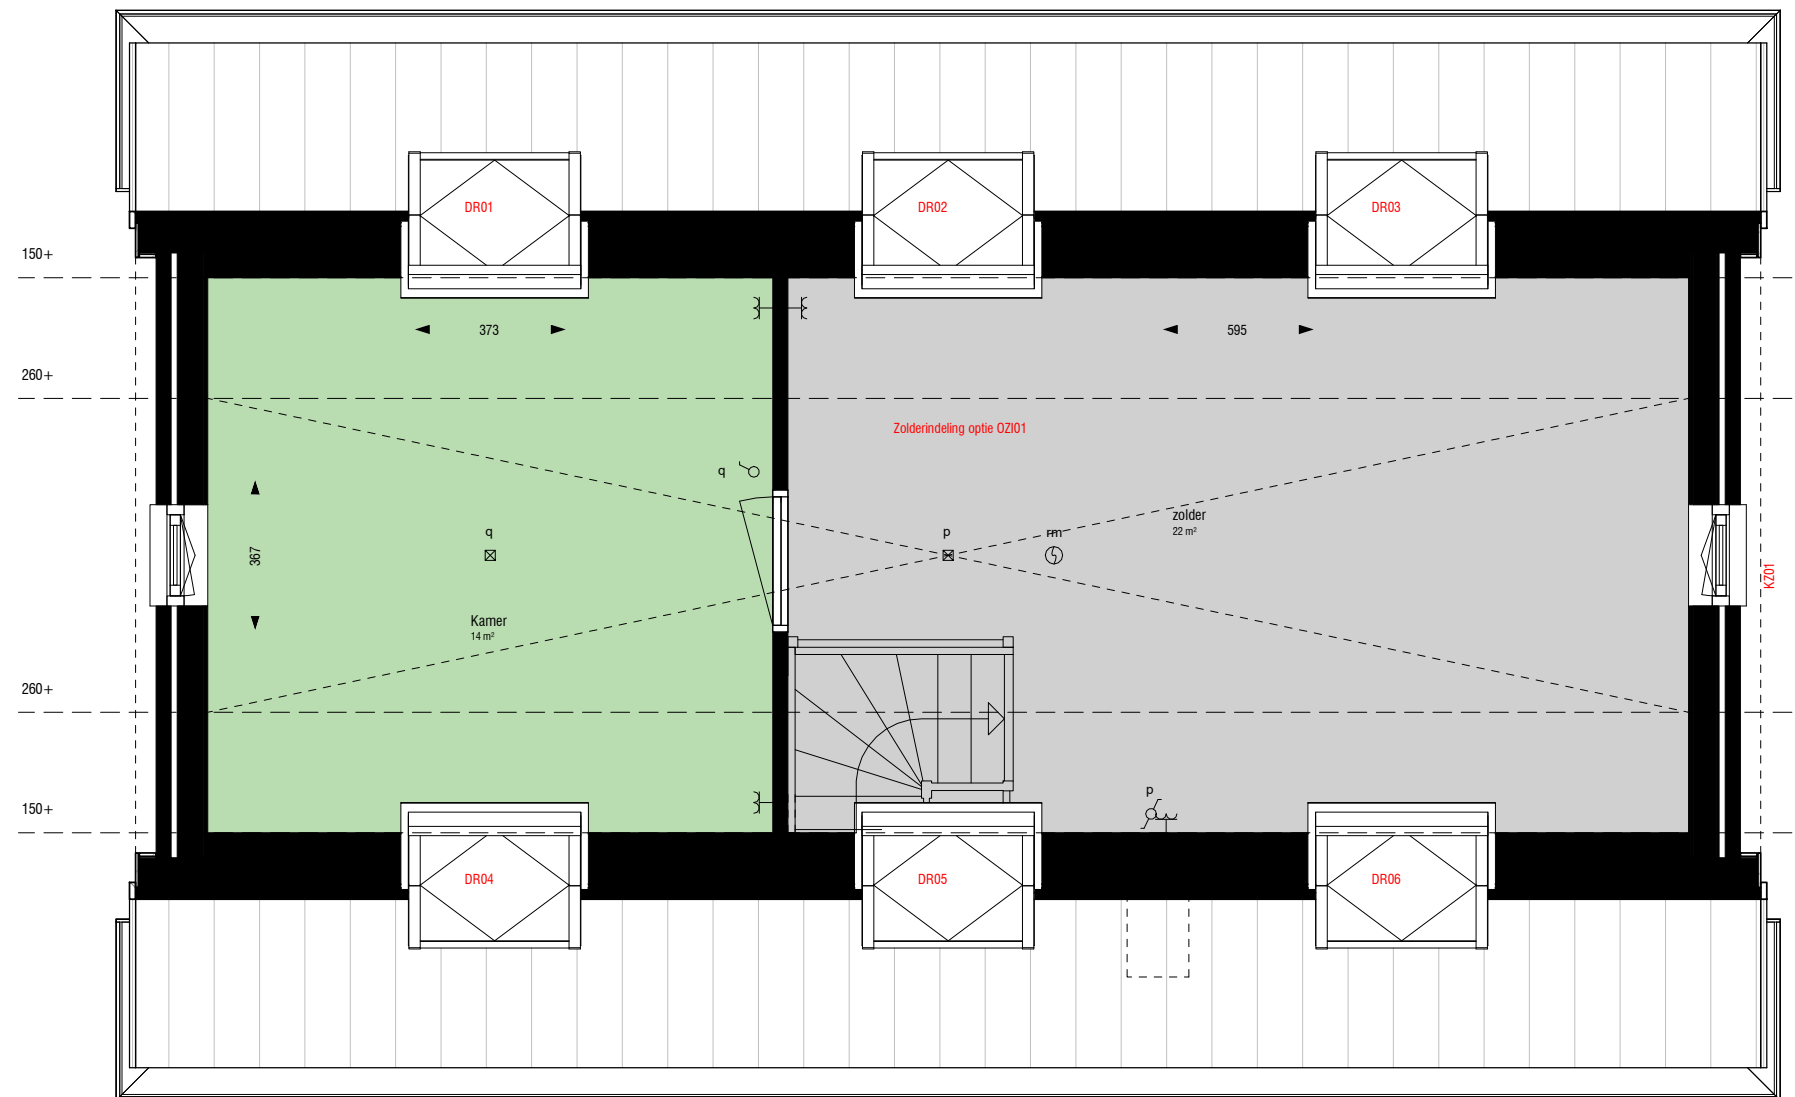 DR01
DR02
DR03
150+
373
595
260+
Zolderindeling optie OZI01
q
zolder
22 m²
q
p
rm
367
KZ01
Kamer
14 m²
260+
p
150+
DR04
DR05
DR06